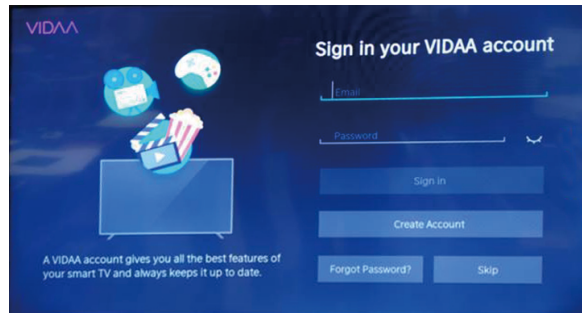 VIDAA
Sign in your VIDAA account
Email
Password
Sign in
Create Account
Forgot Password?
Skip
A VIDAA account gives you all the best features of
your smart TV and always keeps it up to date.